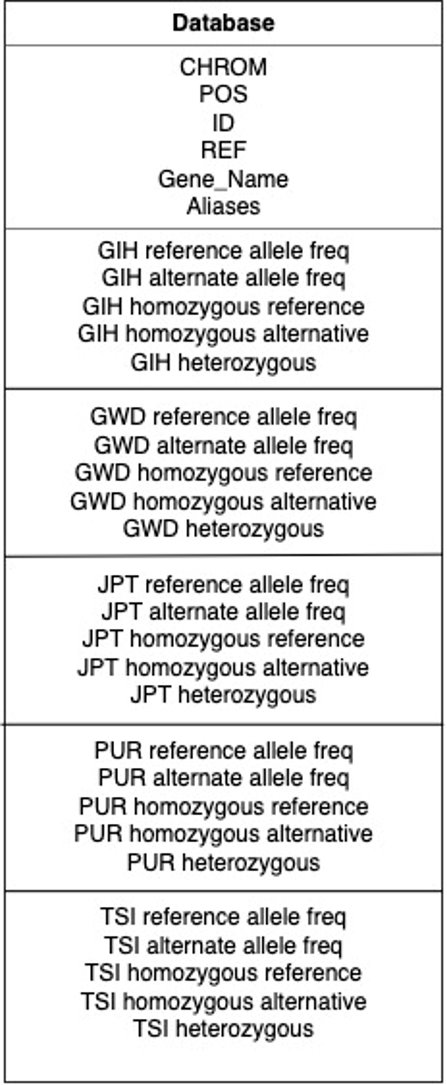 Database
CHROM
POS
ID
REF
Gene_Name
Aliases
GIH reference allele freq
GIH alternate allele freq
GIH homozygous reference
GIH homozygous alternative
GIH heterozygous
GWD reference allele freq
GWD alternate allele freq
GWD homozygous reference
GWD homozygous alternative
GWD heterozygous
JPT reference allele freq
JPT alternate allele freq
JPT homozygous reference
JPT homozygous alternative
JPT heterozygous
PUR reference allele freq
PUR alternate allele freq
PUR homozygous reference
PUR homozygous alternative
PUR heterozygous
TSI reference allele freq
TSI alternate allele freq
TSI homozygous reference
TSI homozygous alternative
TSI heterozygous